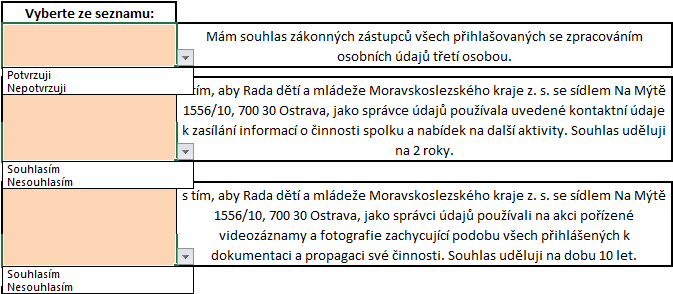 Vyberte ze seznamu:
Mám souhlas zákonných zástupců všech přihlašovaných se zpracováním
osobních údajů třetí osobou.
Potvrzuji
Nepotvrzuji
s tím, aby Rada dětí a mládeže Moravskoslezského kraje z. s. se sídlem Na Mýtě
1556/10, 700 30 Ostrava, jako správce údajů používala uvedené kontaktní údaje
k zasílání informací o činnosti spolku a nabídek na další aktivity. Souhlas uděluji
na 2 roky.
Souhlasím
Nesouhlasím
s tím, aby Rada dětí a mládeže Moravskoslezského kraje z. s. se sídlem Na Mýtě
1556/10, 700 30 Ostrava, jako správci údajů používali na akci pořízené
videozáznamy a fotografie zachycující podobu všech přihlášených k
dokumentaci a propagaci své činnosti. Souhlas uděluji na dobu 10 let.
Souhlasím
Nesouhlasím